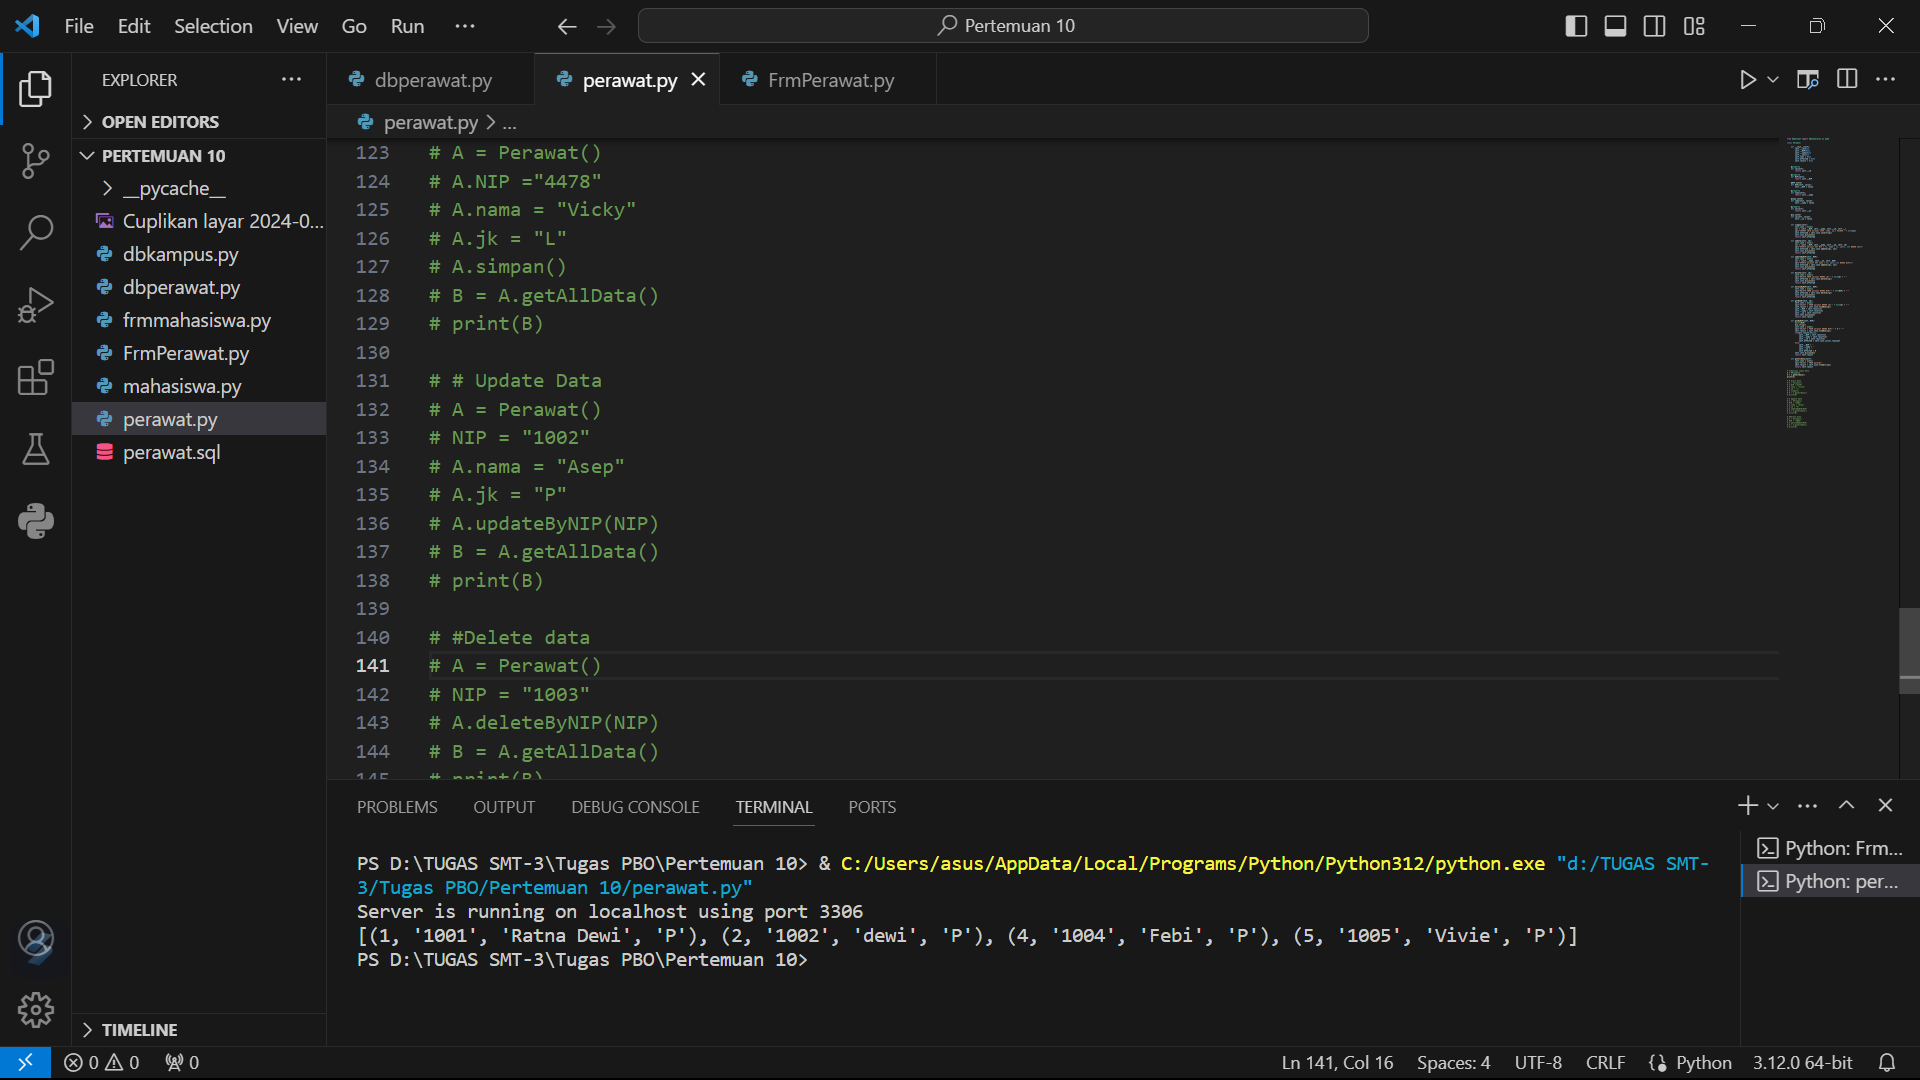 File Edit Selection View Go Run ... Pertemuan 10
EXPLORER ...
OPEN EDITORS
PERTEMUAN 10
__pycache__
Cuplikan layar 2024-0...
dbkampus.py
dbperawat.py
frmmahasiswa.py
FrmPerawat.py
mahasiswa.py
perawat.py
perawat.sql
TIMELINE
dbperawat.py perawat.py FrmPerawat.py
perawat.py > ...
123 # A = Perawat()
124 # A.NIP ="4478"
125 # A.nama = "Vicky"
126 # A.jk = "L"
127 # A.simpan()
128 # B = A.getAllData()
129 # print(B)
130
131 # # Update Data
132 # A = Perawat()
133 # NIP = "1002"
134 # A.nama = "Asep"
135 # A.jk = "P"
136 # A.updateByNIP(NIP)
137 # B = A.getAllData()
138 # print(B)
139
140 # #Delete data
141 # A = Perawat()
142 # NIP = "1003"
143 # A.deleteByNIP(NIP)
144 # B = A.getAllData()
145 # print(B)
PROBLEMS OUTPUT DEBUG CONSOLE TERMINAL PORTS
PS D:\TUGAS SMT-3\Tugas PBO\Pertemuan 10> & C:/Users/asus/AppData/Local/Programs/Python/Python312/python.exe "d:/TUGAS SMT-
3/Tugas PBO/Pertemuan 10/perawat.py"
Server is running on localhost using port 3306
[(1, '1001', 'Ratna Dewi', 'P'), (2, '1002', 'dewi', 'P'), (4, '1004', 'Febi', 'P'), (5, '1005', 'Vivie', 'P')]
PS D:\TUGAS SMT-3\Tugas PBO\Pertemuan 10>
Python: Frm...
Python: per...
0 0 0 Ln 141, Col 16 Spaces: 4 UTF-8 CRLF Python 3.12.0 64-bit